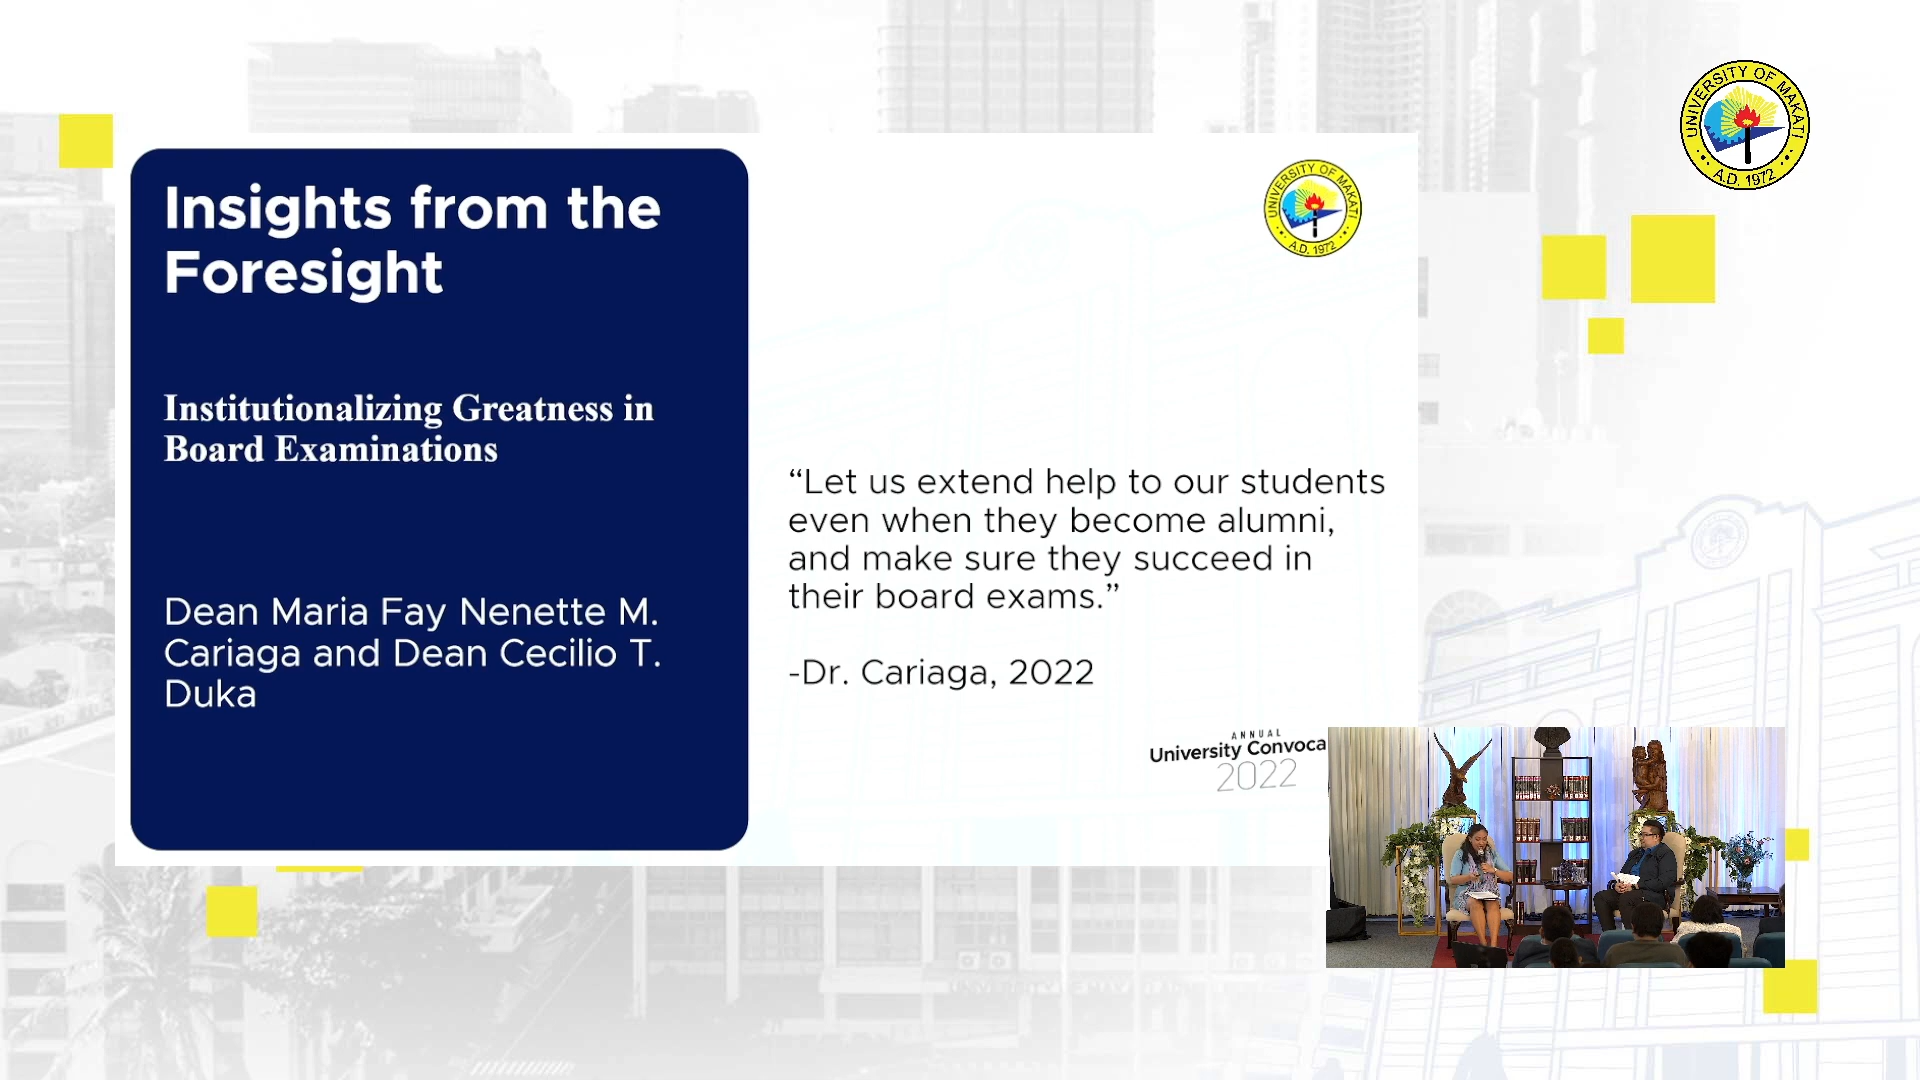 UNIVERSITY OF MAKATI
A.D. 1972
Insights from the
Foresight
UNIVERSITY OF MAKATI
A.D. 1972
Institutionalizing Greatness in
Board Examinations
“Let us extend help to our students
even when they become alumni,
and make sure they succeed in
their board exams.”
Dean Maria Fay Nenette M.
Cariaga and Dean Cecilio T.
Duka
-Dr. Cariaga, 2022
ANNUAL
University Convoca
2022